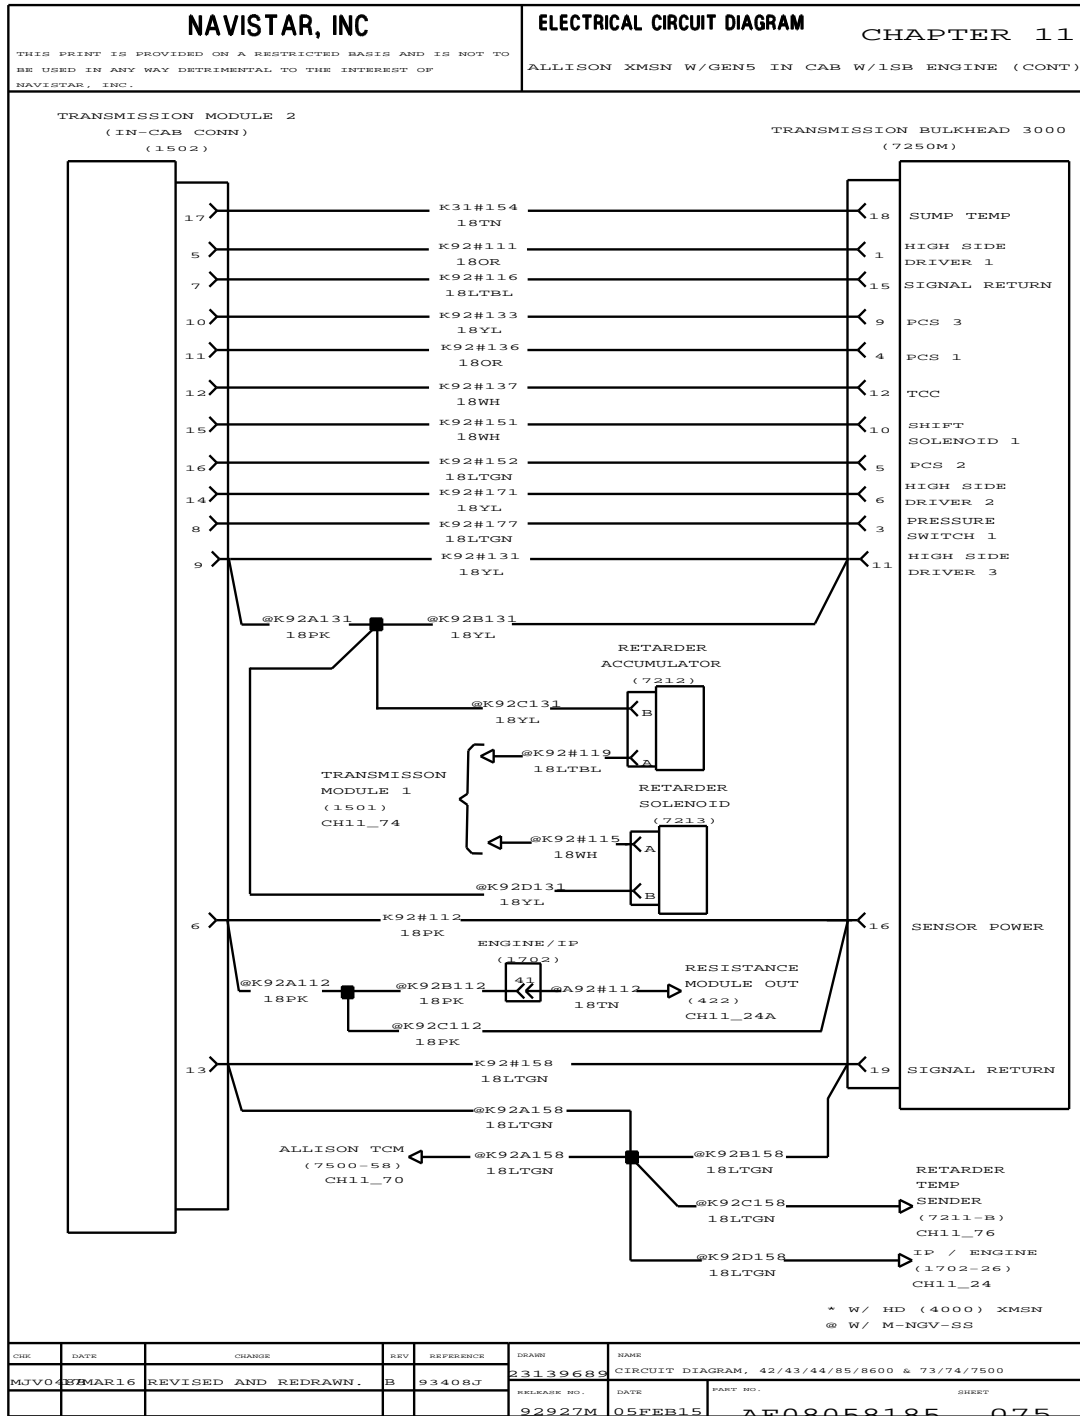 NAVISTAR, INC
THIS PRINT IS PROVIDED ON A RESTRICTED BASIS AND IS NOT TO
BE USED IN ANY WAY DETRIMENTAL TO THE INTEREST OF
NAVISTAR, INC.
ELECTRICAL CIRCUIT DIAGRAM
CHAPTER 11
ALLISON XMSN W/GEN5 IN CAB W/ISB ENGINE (CONT)
TRANSMISSION MODULE 2
(IN-CAB CONN)
(1502)
TRANSMISSION BULKHEAD 3000
(7250M)
17 K31#154 18 SUMP TEMP
18TN
5 K92#111 1 HIGH SIDE
18OR DRIVER 1
7 K92#116 15 SIGNAL RETURN
18LTBL
10 K92#133 9 PCS 3
18YL
11 K92#136 4 PCS 1
18OR
12 K92#137 12 TCC
18WH
15 K92#151 10 SHIFT
18WH SOLENOID 1
16 K92#152 5 PCS 2
18LTGN
14 K92#171 6 HIGH SIDE
18YL DRIVER 2
8 K92#177 3 PRESSURE
18LTGN SWITCH 1
9 K92#131 11 HIGH SIDE
18YL DRIVER 3
@K92A131 @K92B131
18PK 18YL
RETARDER
ACCUMULATOR
(7212)
@K92C131 B
18YL
@K92#119 A
18LTBL
TRANSMISSON
MODULE 1
(1501)
CH11_74
RETARDER
SOLENOID
(7213)
@K92#115 A
18WH
@K92D131 B
18YL
6 K92#112 16 SENSOR POWER
18PK
ENGINE/IP
(1702)
41
@K92A112 @K92B112 @A92#112
18PK 18PK 18TN
RESISTANCE
MODULE OUT
(422)
CH11_24A
@K92C112
18PK
13 K92#158 19 SIGNAL RETURN
18LTGN
@K92A158
18LTGN
ALLISON TCM
(7500-58)
CH11_70
@K92A158 @K92B158
18LTGN 18LTGN
@K92C158
18LTGN
RETARDER
TEMP
SENDER
(7211-B)
CH11_76
@K92D158
18LTGN
IP / ENGINE
(1702-26)
CH11_24
* W/ HD (4000) XMSN
@ W/ M-NGV-SS
CHK DATE CHANGE REV REFERENCE DRAWN NAME
23139689 CIRCUIT DIAGRAM, 42/43/44/85/8600 & 73/74/7500
MAR16 REVISED AND REDRAWN. B 93408J
RELEASE NO. DATE PART NO. SHEET
92927M 05FEB15 AF08058185 075